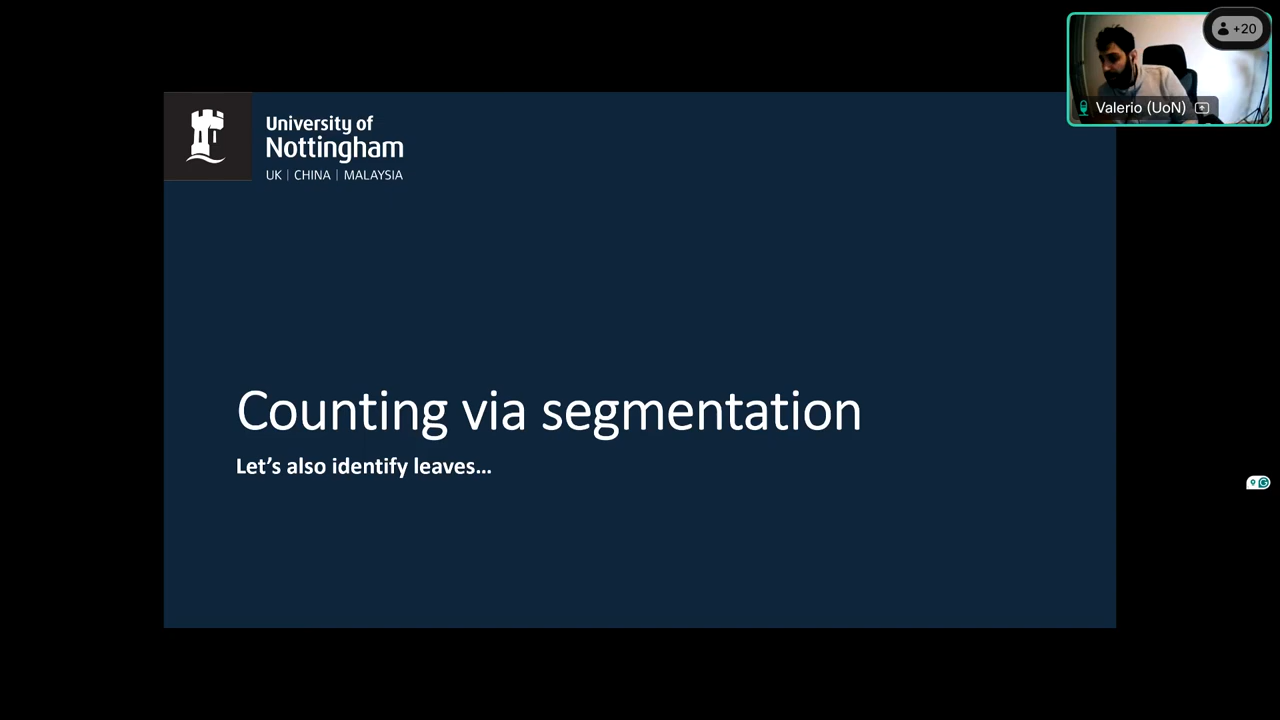 +20
Valerio (UoN)
University of
Nottingham
UK | CHINA | MALAYSIA
Counting via segmentation
Let's also identify leaves...